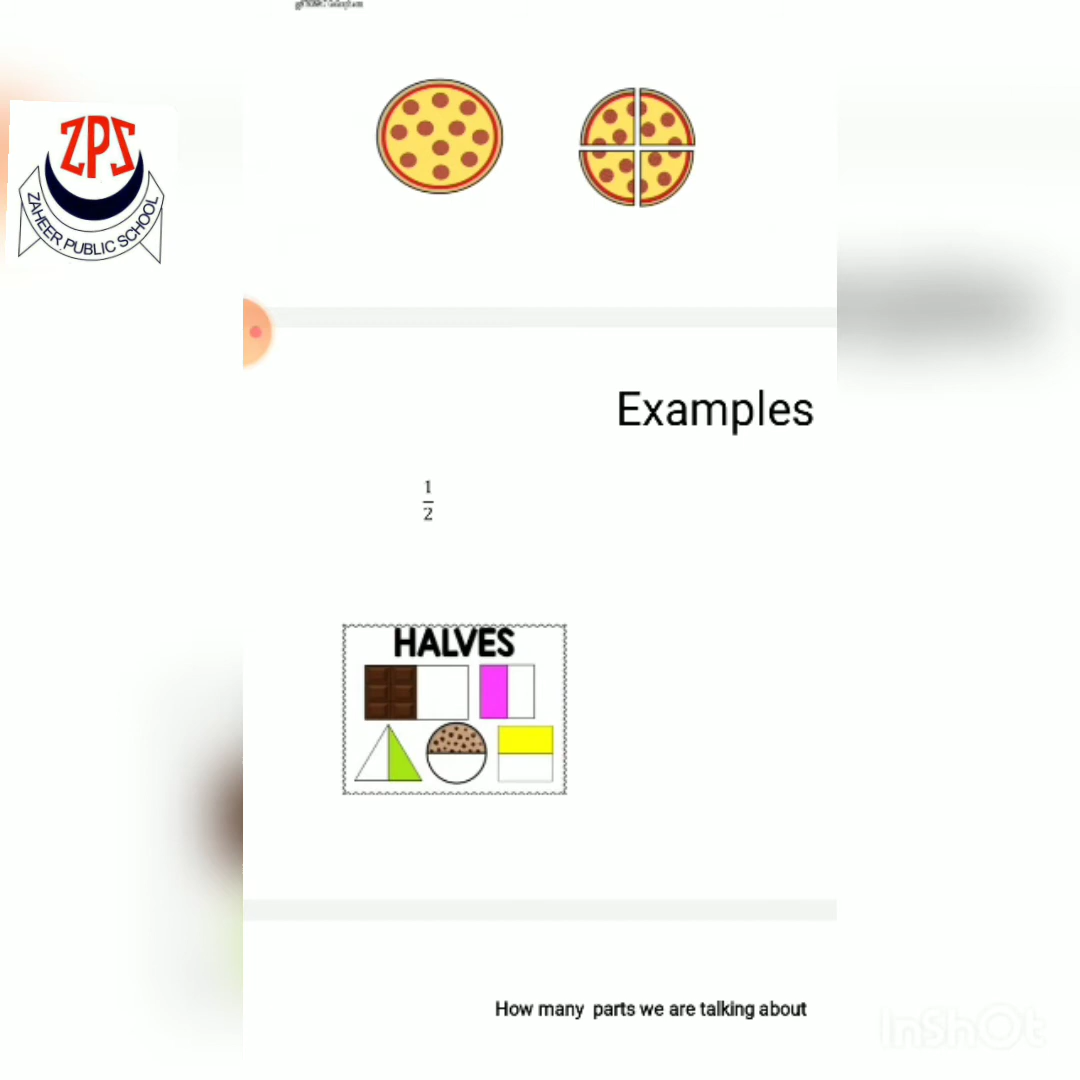 ZPS
ZAHEER PUBLIC SCHOOL
Examples
1
2
HALVES
How many parts we are talking about
InShOt